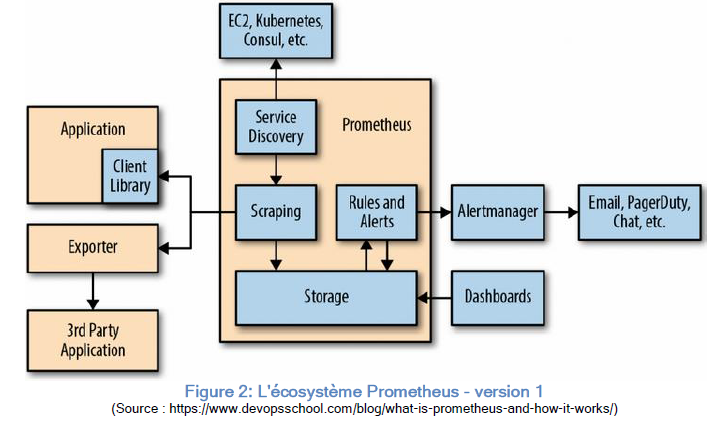 EC2, Kubernetes,
Consul, etc.
Application
Client
Library
Exporter
3rd Party
Application
Service
Discovery
Prometheus
Scraping
Rules and
Alerts
Storage
Alertmanager
Email, PagerDuty,
Chat, etc.
Dashboards
Figure 2: L'écosystème Prometheus - version 1
(Source : https://www.devopsschool.com/blog/what-is-prometheus-and-how-it-works/)